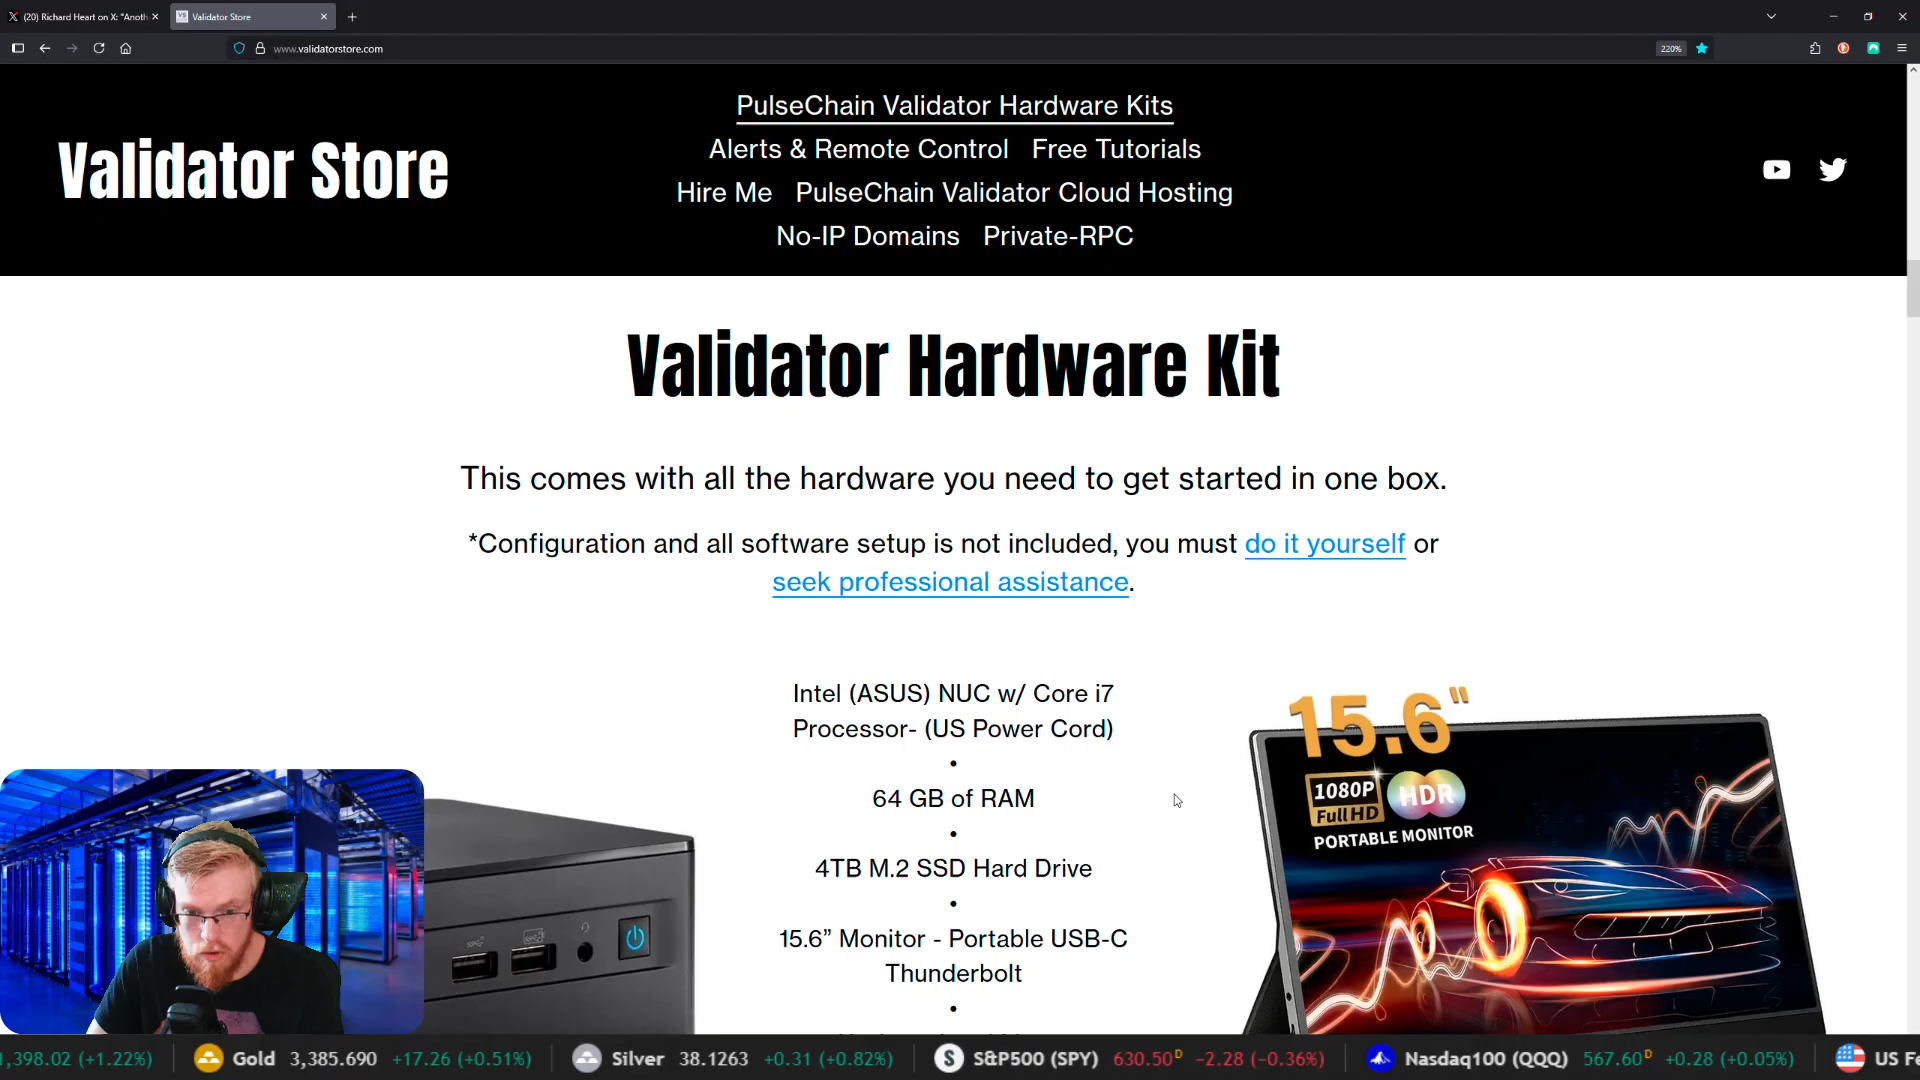 (20) Richard Heart on X: "Anoth
Validator Store
www.validatorstore.com
220%
Validator Store
PulseChain Validator Hardware Kits
Alerts & Remote Control Free Tutorials
Hire Me PulseChain Validator Cloud Hosting
No-IP Domains Private-RPC
Validator Hardware Kit
This comes with all the hardware you need to get started in one box.
*Configuration and all software setup is not included, you must do it yourself or
seek professional assistance.
Intel (ASUS) NUC w/ Core i7
Processor- (US Power Cord)
•
64 GB of RAM
•
4TB M.2 SSD Hard Drive
•
15.6” Monitor - Portable USB-C
Thunderbolt
•
15.6"
1080P
Full HD
HDR
PORTABLE MONITOR
1,398.02 (+1.22%) Gold 3,385.690 +17.26 (+0.51%) Silver 38.1263 +0.31 (+0.82%) S&P500 (SPY) 630.50 D −2.28 (−0.36%) Nasdaq100 (QQQ) 567.60 D +0.28 (+0.05%) US Fe